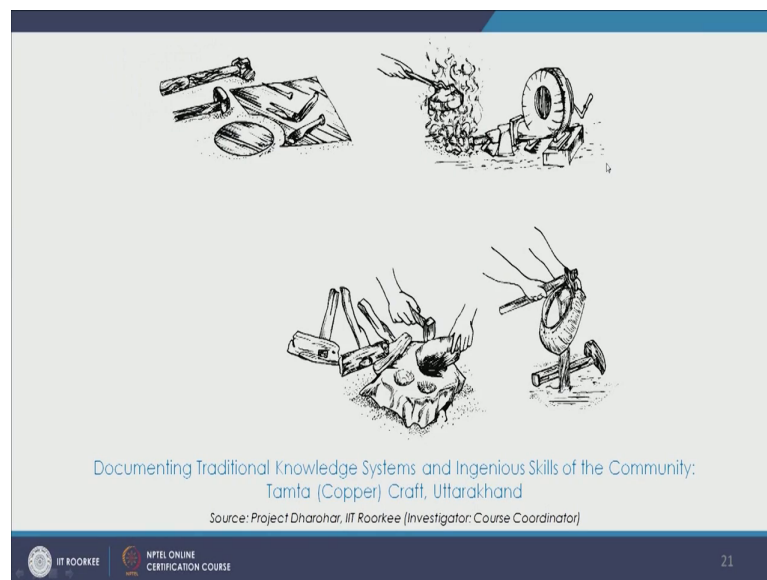 Documenting Traditional Knowledge Systems and Ingenious Skills of the Community:
Tamta (Copper) Craft, Uttarakhand
Source: Project Dharohar, IIT Roorkee (Investigator: Course Coordinator)
IIT ROORKEE
NPTEL ONLINE
CERTIFICATION COURSE
21